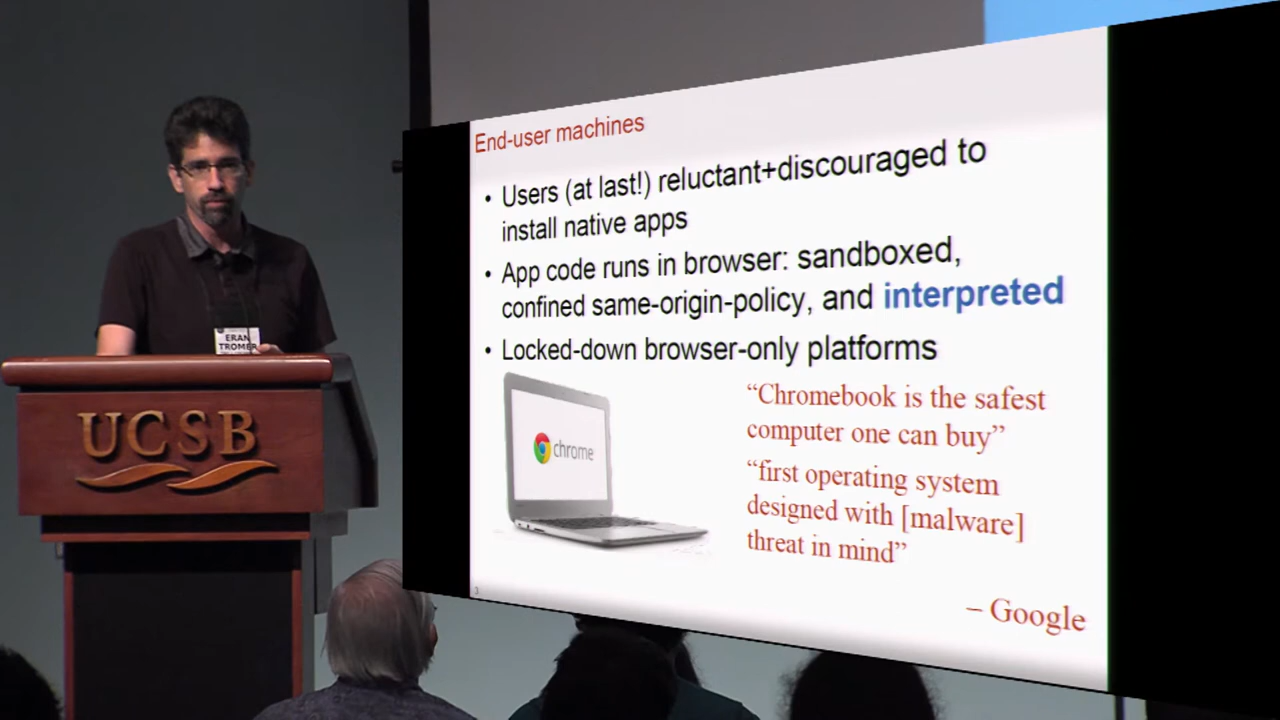 ERAN
TROMER
UCSB
End-user machines
• Users (at last!) reluctant+discouraged to
install native apps
• App code runs in browser: sandboxed,
confined same-origin-policy, and interpreted
• Locked-down browser-only platforms
chrome
“Chromebook is the safest
computer one can buy”
“first operating system
designed with [malware]
threat in mind”
– Google
3